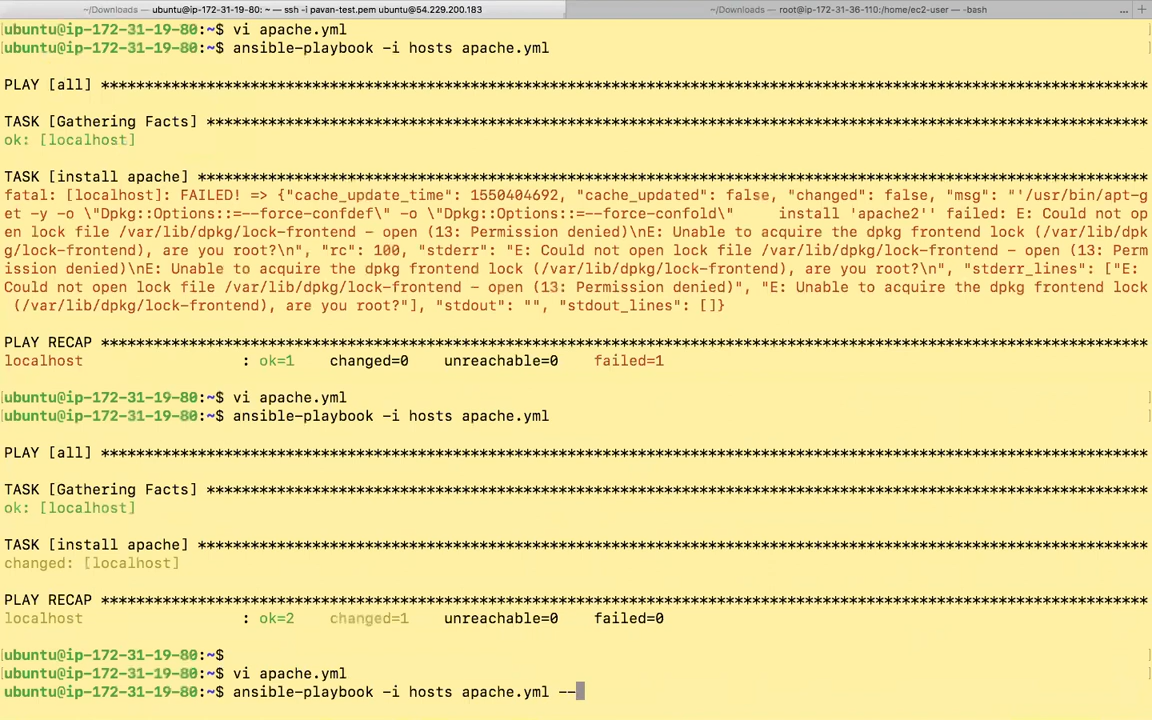 ~/Downloads — ubuntu@ip-172-31-19-80: ~ — ssh -i pavan-test.pem ubuntu@54.229.200.183
~/Downloads — root@ip-172-31-36-110:/home/ec2-user — -bash
... +
ubuntu@ip-172-31-19-80:~$ vi apache.yml
ubuntu@ip-172-31-19-80:~$ ansible-playbook -i hosts apache.yml
PLAY [all] ***********************************************************************************************************************
TASK [Gathering Facts] ***********************************************************************************************************
ok: [localhost]
TASK [install apache] ************************************************************************************************************
fatal: [localhost]: FAILED! => {"cache_update_time": 1550404692, "cache_updated": false, "changed": false, "msg": "'/usr/bin/apt-g
et -y -o \"Dpkg::Options::=--force-confdef\" -o \"Dpkg::Options::=--force-confold\"     install 'apache2'' failed: E: Could not op
en lock file /var/lib/dpkg/lock-frontend - open (13: Permission denied)\nE: Unable to acquire the dpkg frontend lock (/var/lib/dpk
g/lock-frontend), are you root?\n", "rc": 100, "stderr": "E: Could not open lock file /var/lib/dpkg/lock-frontend - open (13: Perm
ission denied)\nE: Unable to acquire the dpkg frontend lock (/var/lib/dpkg/lock-frontend), are you root?\n", "stderr_lines": ["E: 
Could not open lock file /var/lib/dpkg/lock-frontend - open (13: Permission denied)", "E: Unable to acquire the dpkg frontend lock
 (/var/lib/dpkg/lock-frontend), are you root?"], "stdout": "", "stdout_lines": []}
PLAY RECAP ***********************************************************************************************************************
localhost                  : ok=1    changed=0    unreachable=0    failed=1
ubuntu@ip-172-31-19-80:~$ vi apache.yml
ubuntu@ip-172-31-19-80:~$ ansible-playbook -i hosts apache.yml
PLAY [all] ***********************************************************************************************************************
TASK [Gathering Facts] ***********************************************************************************************************
ok: [localhost]
TASK [install apache] ************************************************************************************************************
changed: [localhost]
PLAY RECAP ***********************************************************************************************************************
localhost                  : ok=2    changed=1    unreachable=0    failed=0
ubuntu@ip-172-31-19-80:~$
ubuntu@ip-172-31-19-80:~$ vi apache.yml
ubuntu@ip-172-31-19-80:~$ ansible-playbook -i hosts apache.yml --